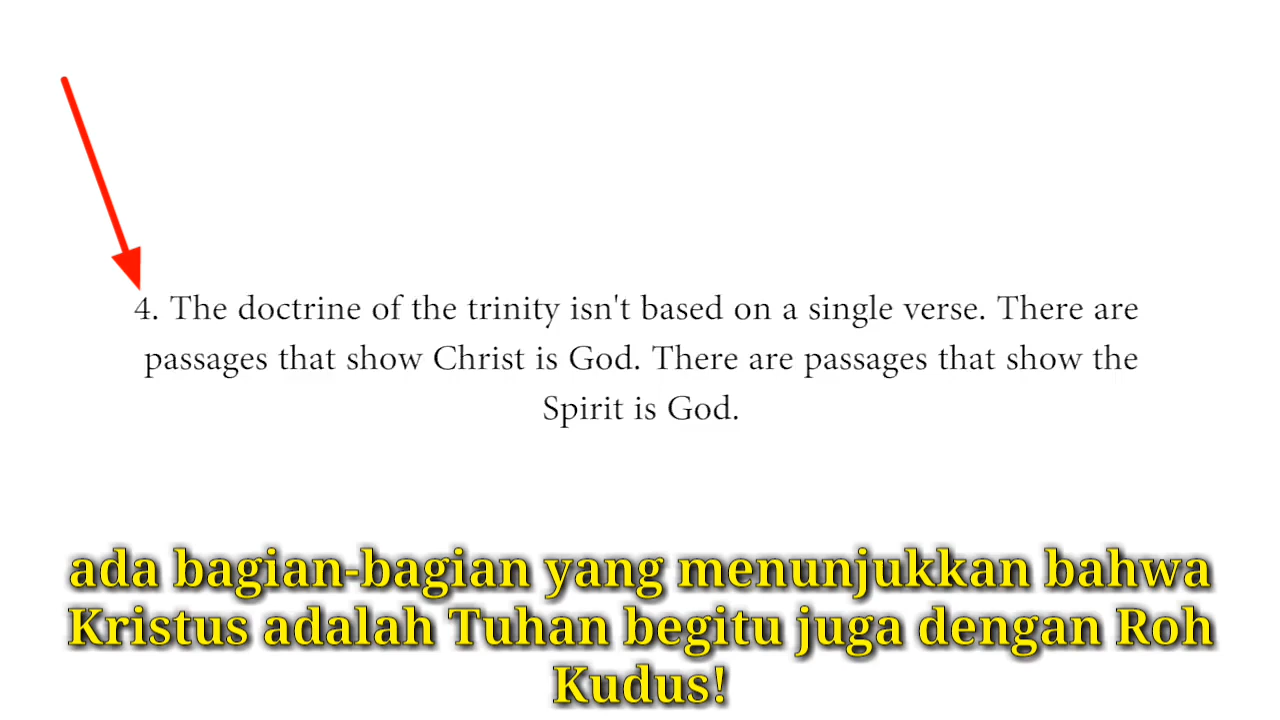 4. The doctrine of the trinity isn't based on a single verse. There are
passages that show Christ is God. There are passages that show the
Spirit is God.
ada bagian-bagian yang menunjukkan bahwa
Kristus adalah Tuhan begitu juga dengan Roh
Kudus!